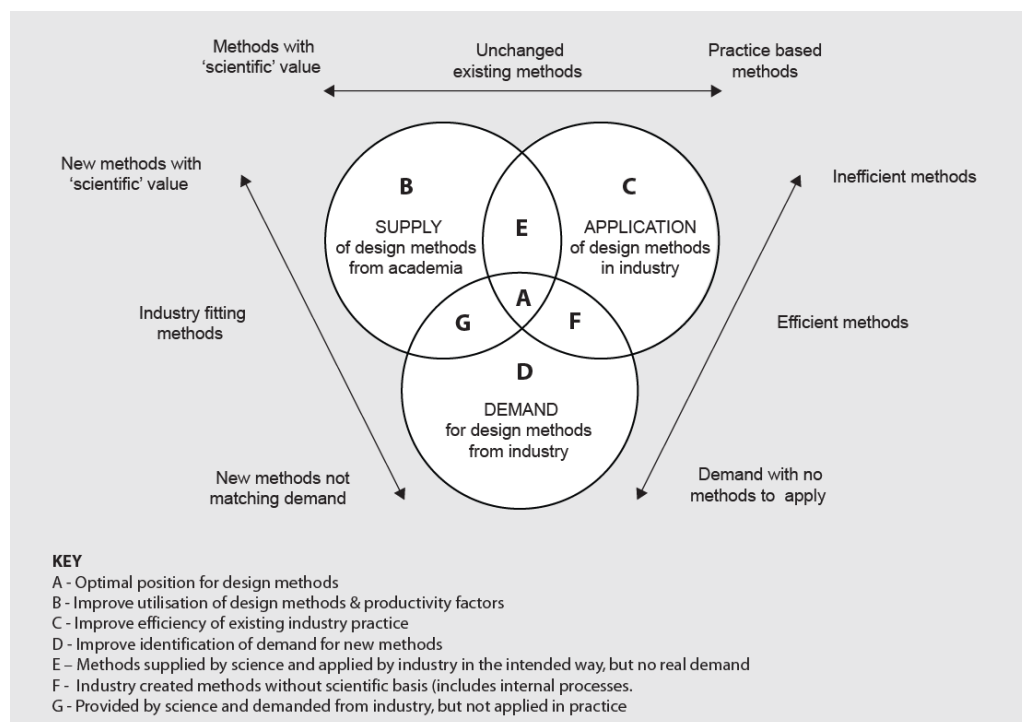 Methods with
‘scientific’ value
Unchanged
existing methods
Practice based
methods
New methods with
‘scientific’ value
Inefficient methods
B
SUPPLY
of design methods
from academia
E
C
APPLICATION
of design methods
in industry
A
G
F
Industry fitting
methods
Efficient methods
D
DEMAND
for design methods
from industry
New methods not
matching demand
Demand with no
methods to apply
KEY
A - Optimal position for design methods
B - Improve utilisation of design methods & productivity factors
C - Improve efficiency of existing industry practice
D - Improve identification of demand for new methods
E – Methods supplied by science and applied by industry in the intended way, but no real demand
F - Industry created methods without scientific basis (includes internal processes.
G - Provided by science and demanded from industry, but not applied in practice